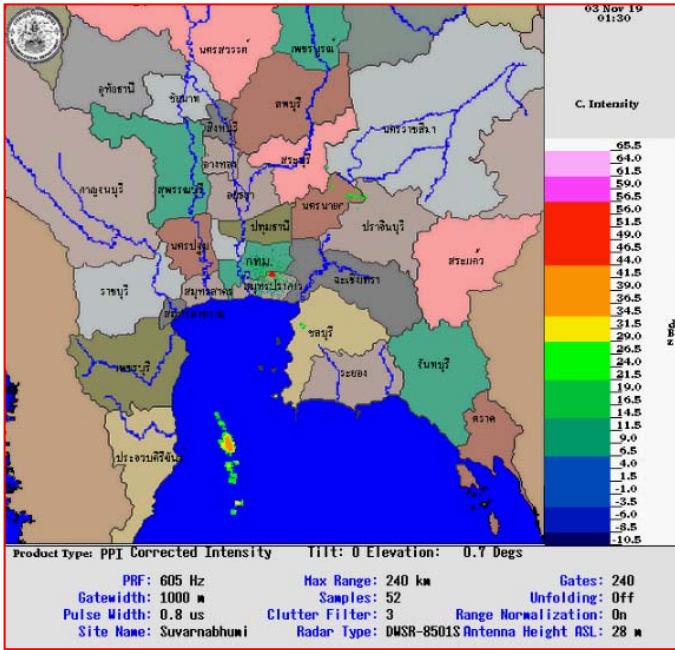 03 Nov 19
01:30
C. Intensity
นครสวรรค์
เพชรบูรณ์
อุทัยธานี
ชัยนาท
ลพบุรี
สิงหบุรี
นครราชสีมา
อ่างทอง
สระบุรี
กาญจนบุรี
สุพรรณบุรี
อยุธยา
นครนายก
ปราจีนบุรี
ปทุมธานี
นครปฐม
กทม.
สระแก้ว
ราชบุรี
สมุทรสาคร
สมุทรปราการ
ฉะเชิงเทรา
ชลบุรี
เพชรบุรี
ระยอง
จันทบุรี
ตราด
ประจวบคีรีขันธ์
65.5
64.0
61.5
59.0
56.5
56.0
51.5
49.0
46.5
44.0
41.5
39.0
36.5
34.0
31.5
29.0
26.5
24.0
21.5
19.0
16.5
14.0
11.5
9.0
6.5
4.0
1.5
-1.0
-3.5
-6.0
-8.5
-10.5
Product Type: PPI Corrected Intensity Tilt: 0 Elevation: 0.7 Degs
PRF: 605 Hz Max Range: 240 km Gates: 240
Gatewidth: 1000 m Samples: 52 Unfolding: Off
Pulse Width: 0.8 us Clutter Filter: 3 Range Normalization: On
Site Name: Suvarnabhumi Radar Type: DWSR-8501S Antenna Height ASL: 28 m